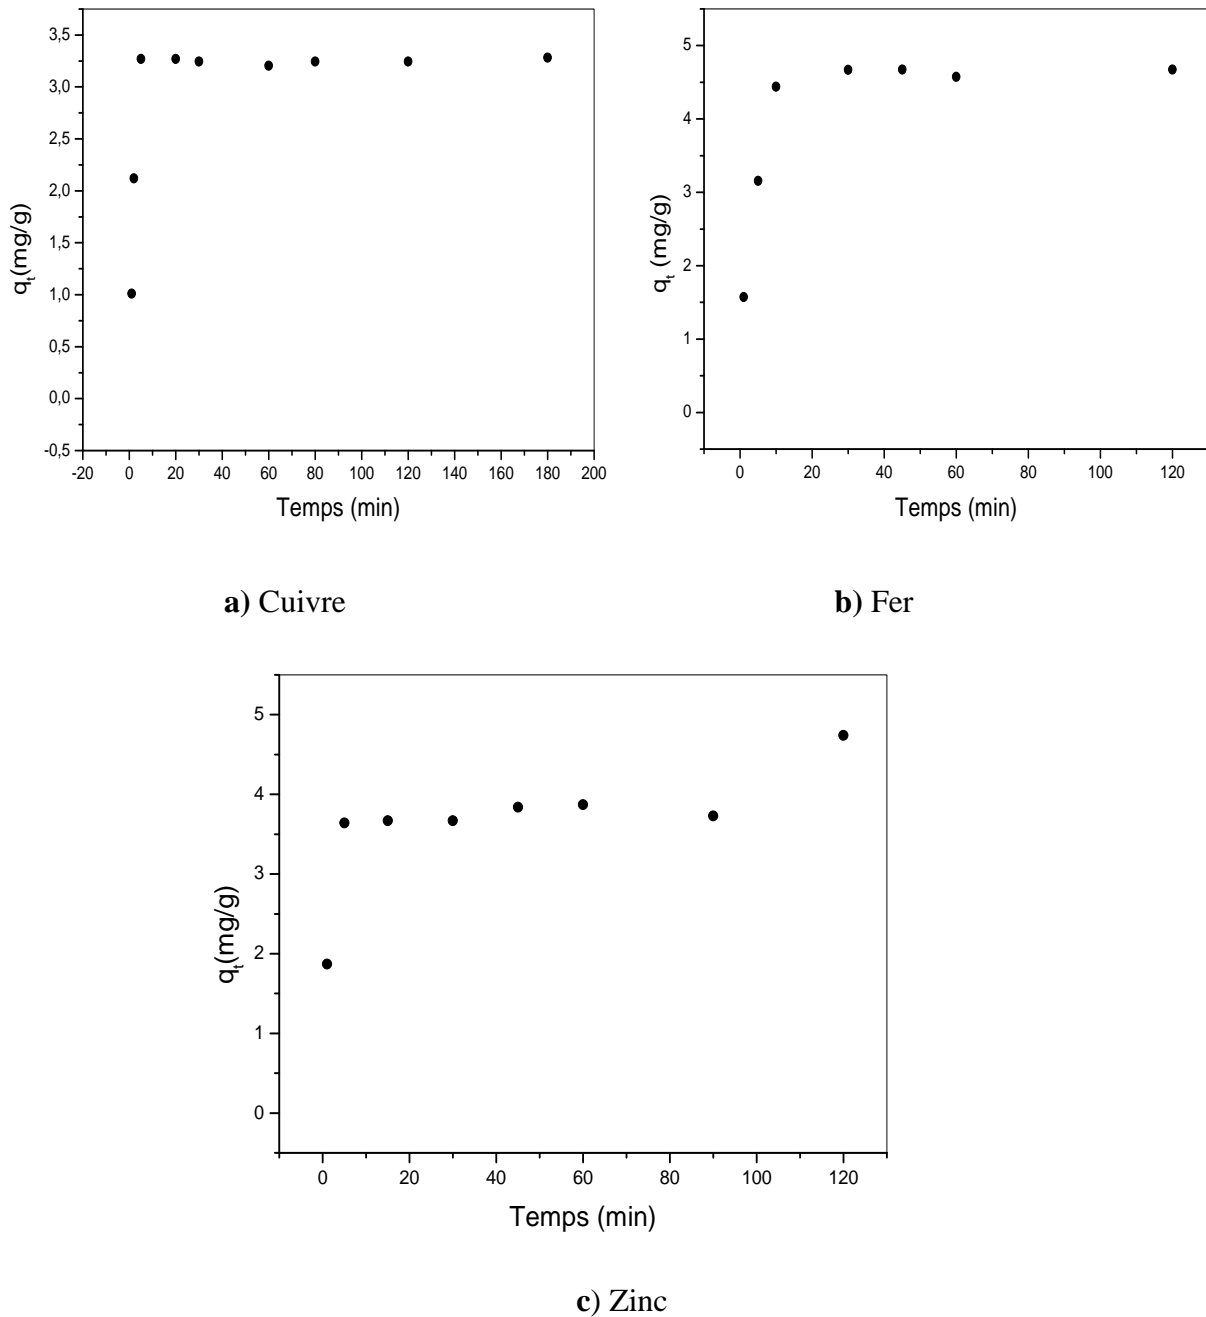 3,5
3,0
2,5
2,0
1,5
1,0
0,5
0,0
-0,5
qt(mg/g)
-20 0 20 40 60 80 100 120 140 160 180 200
Temps (min)
5
4
3
2
1
0
qt (mg/g)
0 20 40 60 80 100 120
Temps (min)
a) Cuivre
b) Fer
5
4
3
2
1
0
qt(mg/g)
0 20 40 60 80 100 120
Temps (min)
c) Zinc